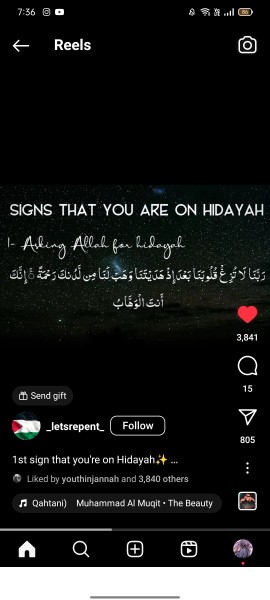 7:36
86
Reels
SIGNS THAT YOU ARE ON HIDAYAH
1- Asking Allah for hidayah
رَبَّنَا لَا تُزِغْ قُلُوبَنَا بَعْدَ إِذْ هَدَيْتَنَا وَهَبْ لَنَا مِن لَّدُنكَ رَحْمَةً ۚ إِنَّكَ
أَنتَ الْوَهَّابُ
3,841
15
Send gift
_letsrepent_ Follow
805
1st sign that you're on Hidayah✨ ...
Liked by youthinjannah and 3,840 others
Qahtani) Muhammad Al Muqit • The Beauty